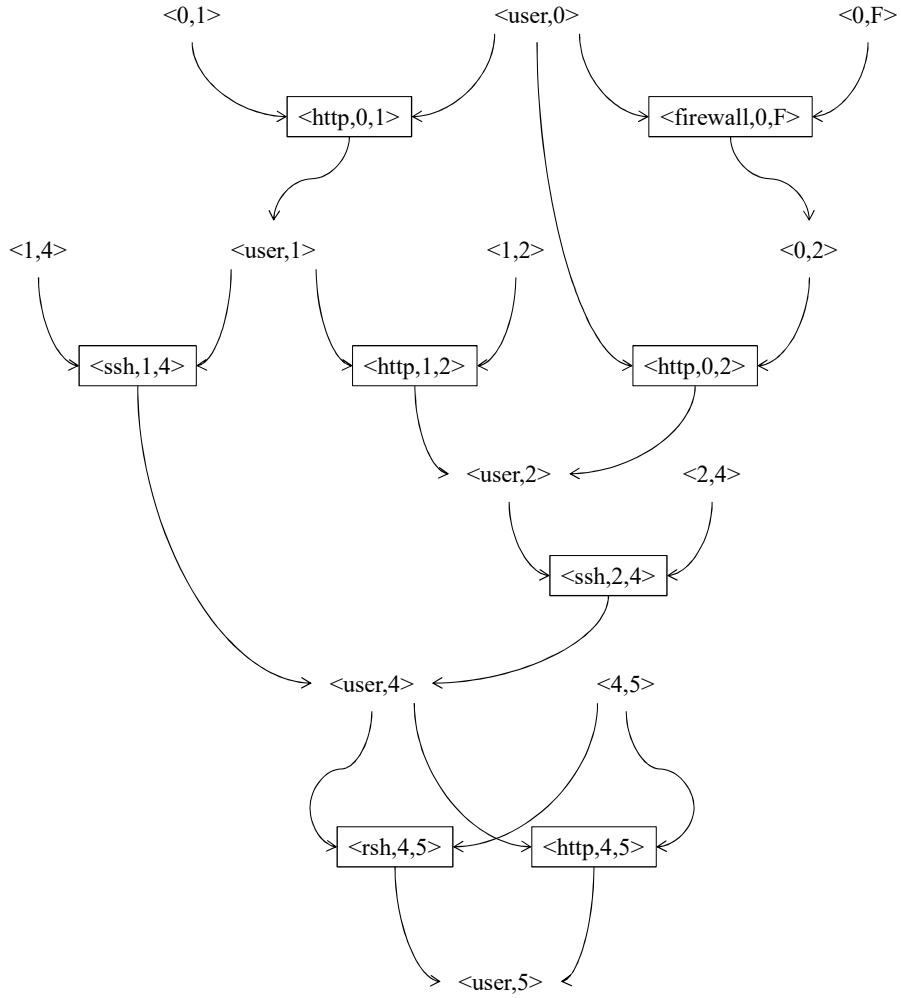 <0,1>
<user,0>
<0,F>
<http,0,1>
<firewall,0,F>
<1,4>
<user,1>
<1,2>
<0,2>
<ssh,1,4>
<http,1,2>
<http,0,2>
<user,2>
<2,4>
<ssh,2,4>
<user,4>
<4,5>
<rsh,4,5>
<http,4,5>
<user,5>